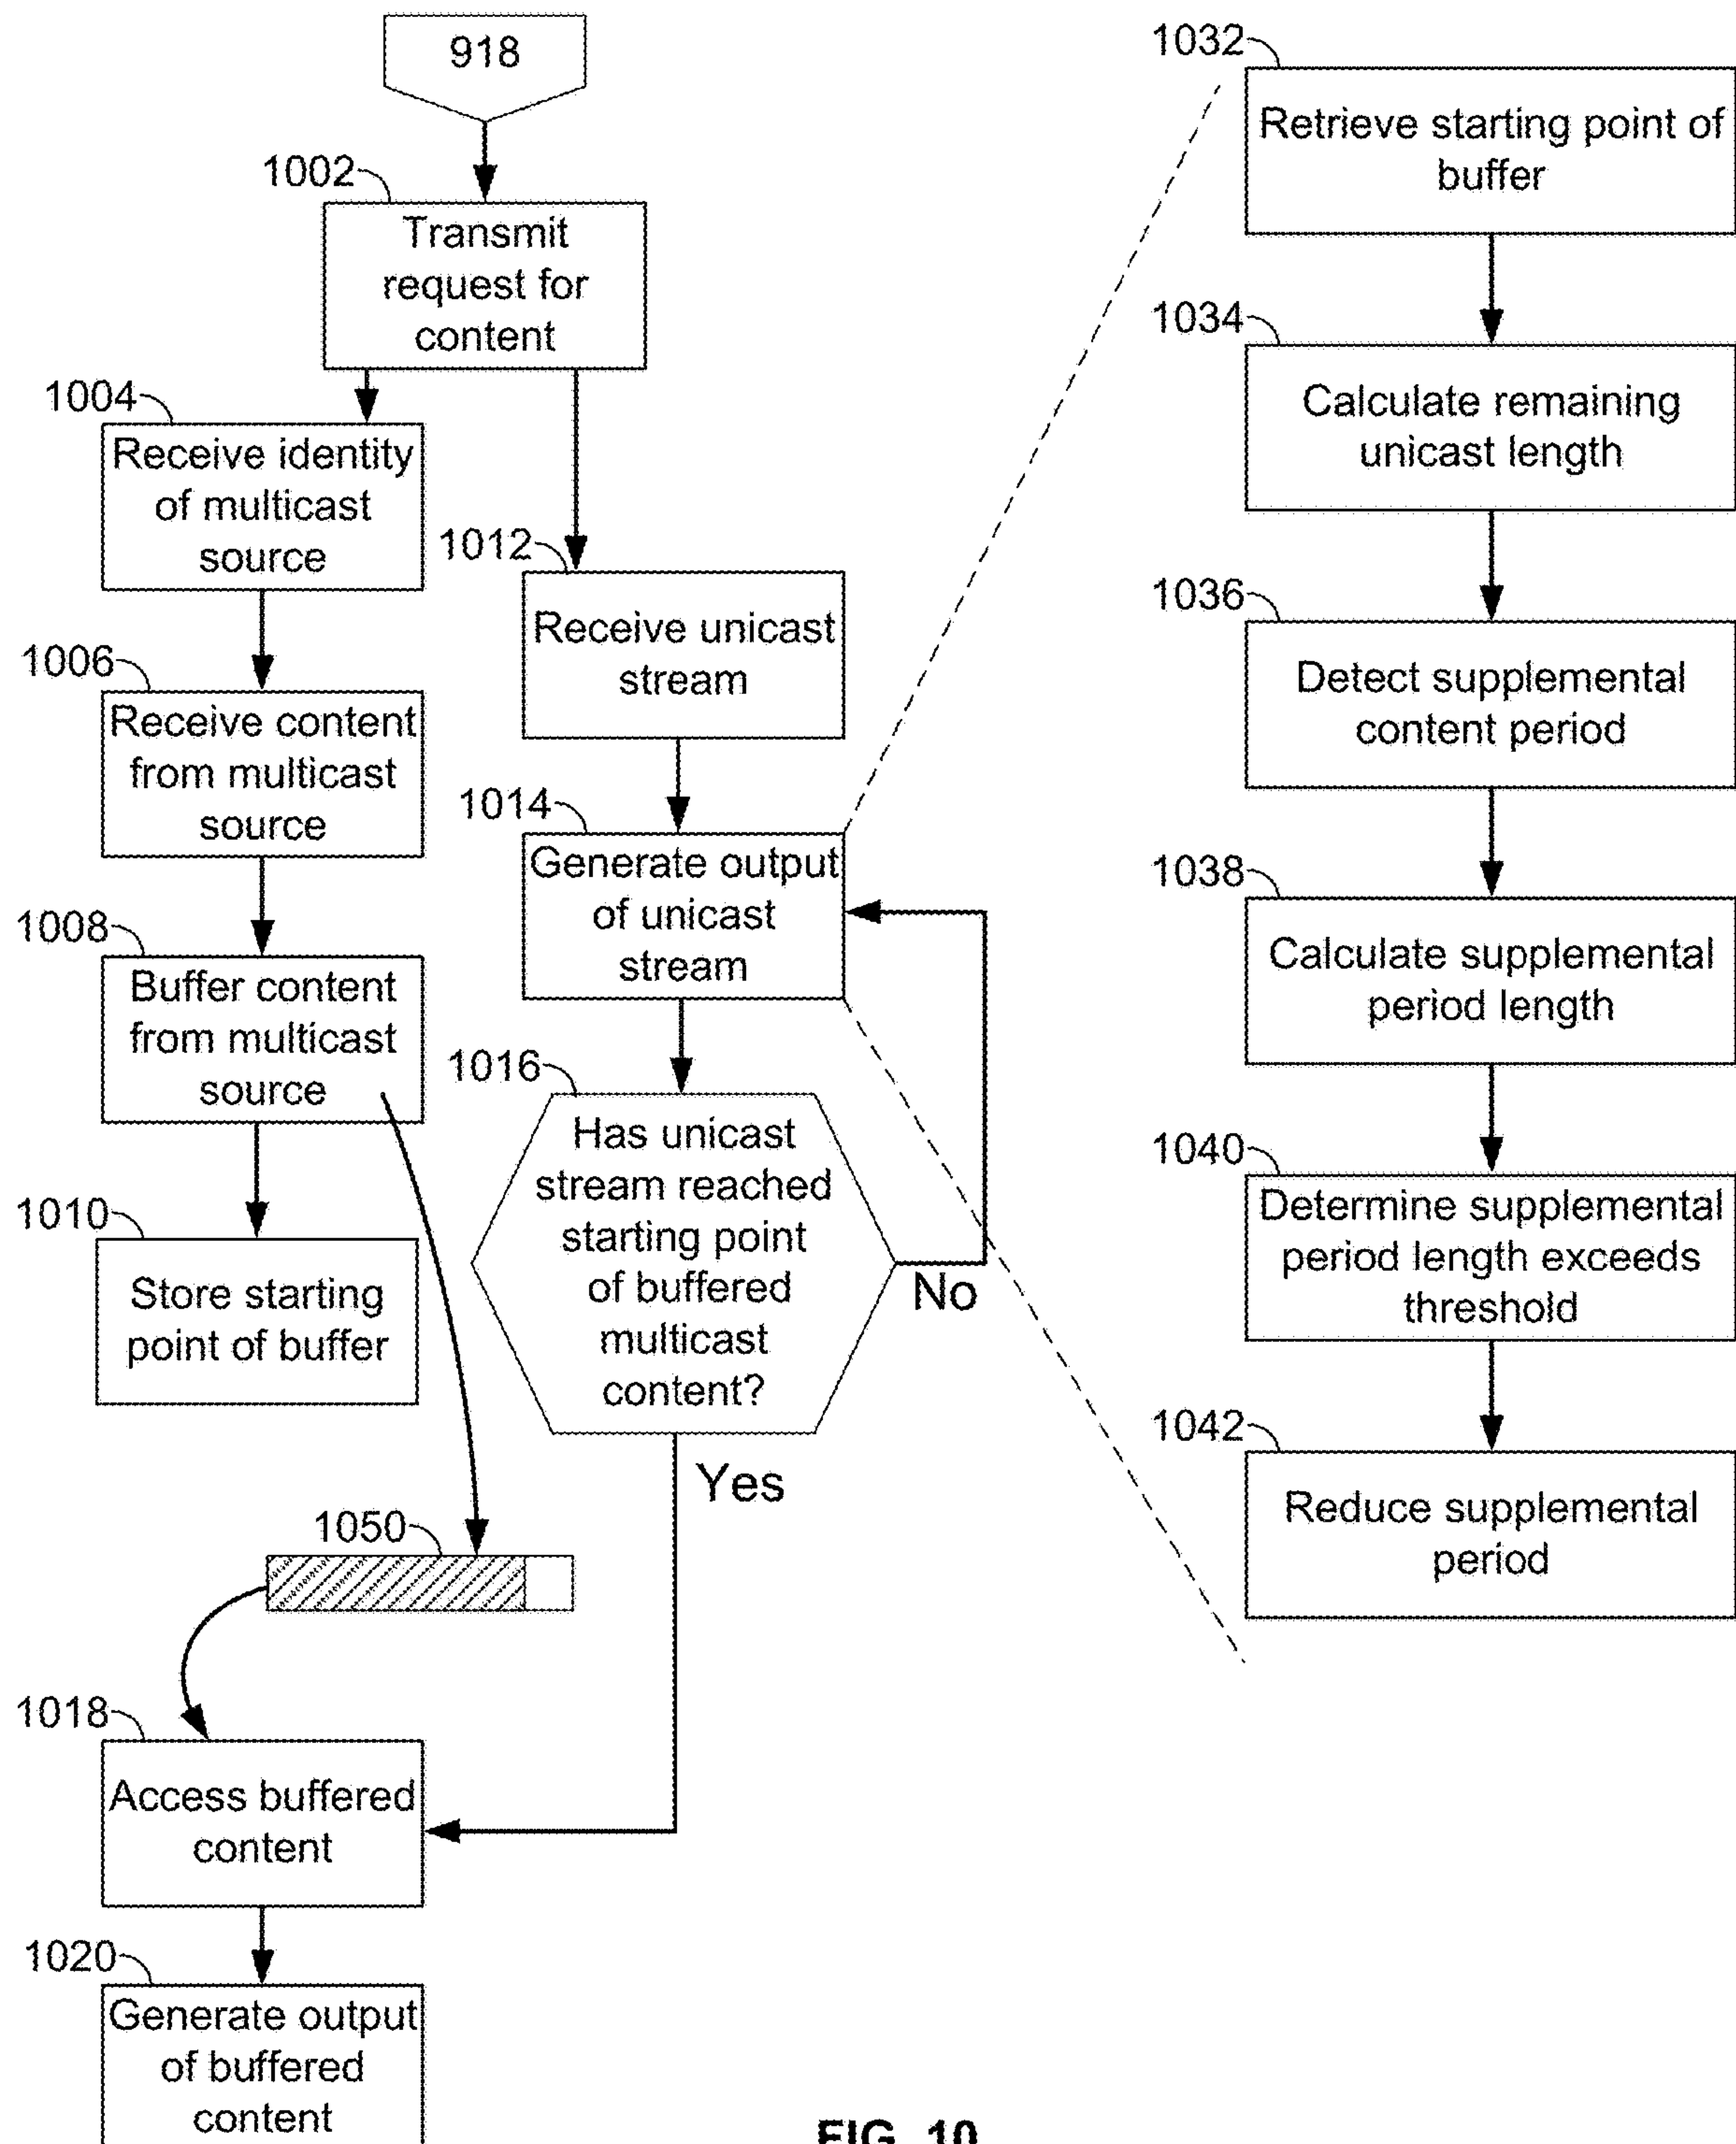 918
1002
Transmit
request for
content
1004
Receive identity
of multicast
source
1006
Receive content
from multicast
source
1008
Buffer content
from multicast
source
1010
Store starting
point of buffer
1012
Receive unicast
stream
1014
Generate output
of unicast
stream
1016
Has unicast
stream reached
starting point
of buffered
multicast
content?
No
Yes
1050
1018
Access buffered
content
1020
Generate output
of buffered
content
1032
Retrieve starting point of
buffer
1034
Calculate remaining
unicast length
1036
Detect supplemental
content period
1038
Calculate supplemental
period length
1040
Determine supplemental
period length exceeds
threshold
1042
Reduce supplemental
period
FIG. 10